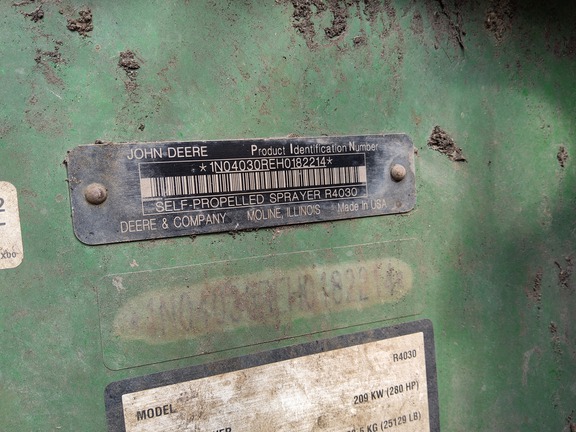 JOHN DEERE Product Identification Number
*1N04030REH0182214*
SELF-PROPELLED SPRAYER R4030
DEERE & COMPANY MOLINE, ILLINOIS Made In USA
R4030
MODEL
209 KW (280 HP)
KG (25129 LB)